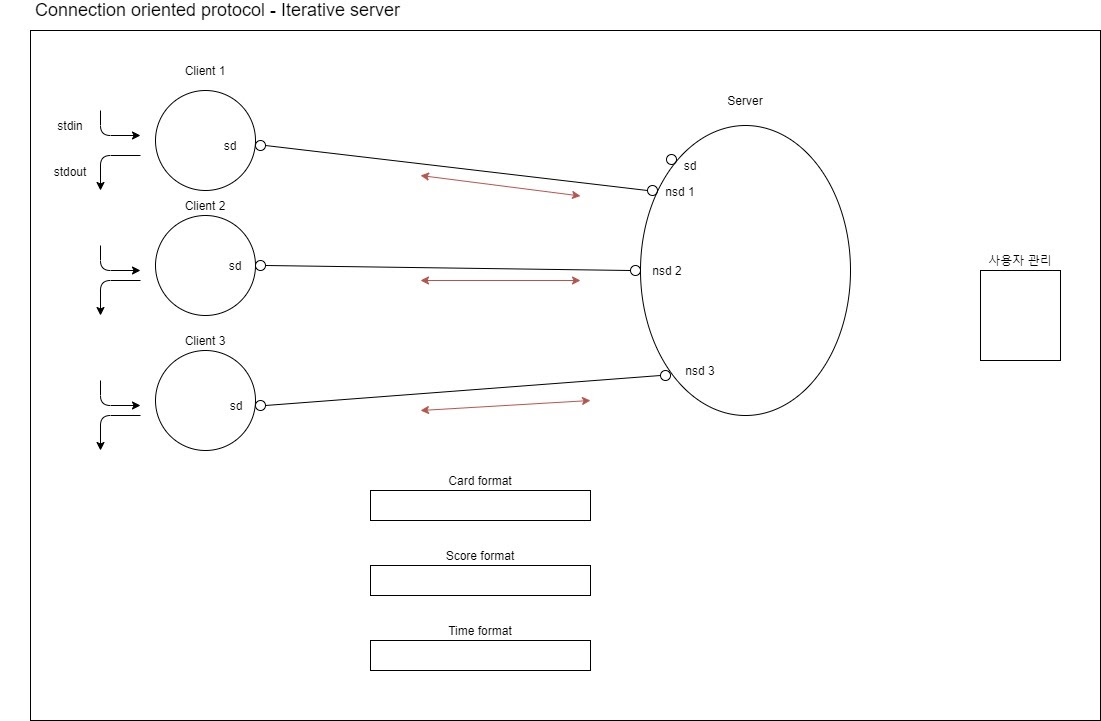 Connection oriented protocol - Iterative server
Client 1
Server
stdin
sd
sd
stdout
nsd 1
Client 2
sd
nsd 2
사용자 관리
Client 3
nsd 3
sd
Card format
Score format
Time format